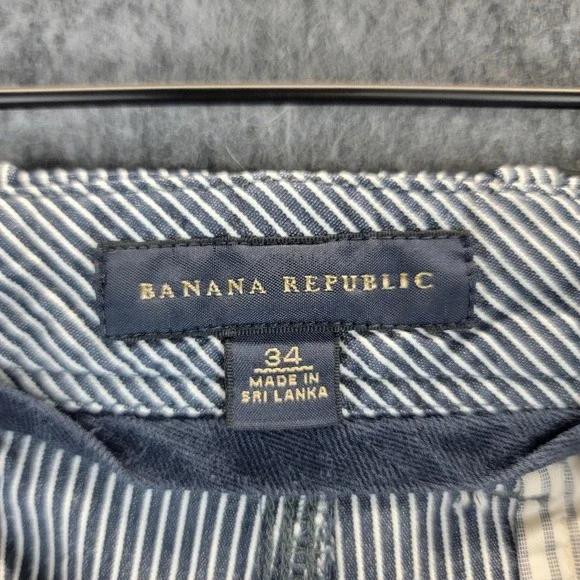 BANANA REPUBLIC
34
MADE IN
SRI LANKA